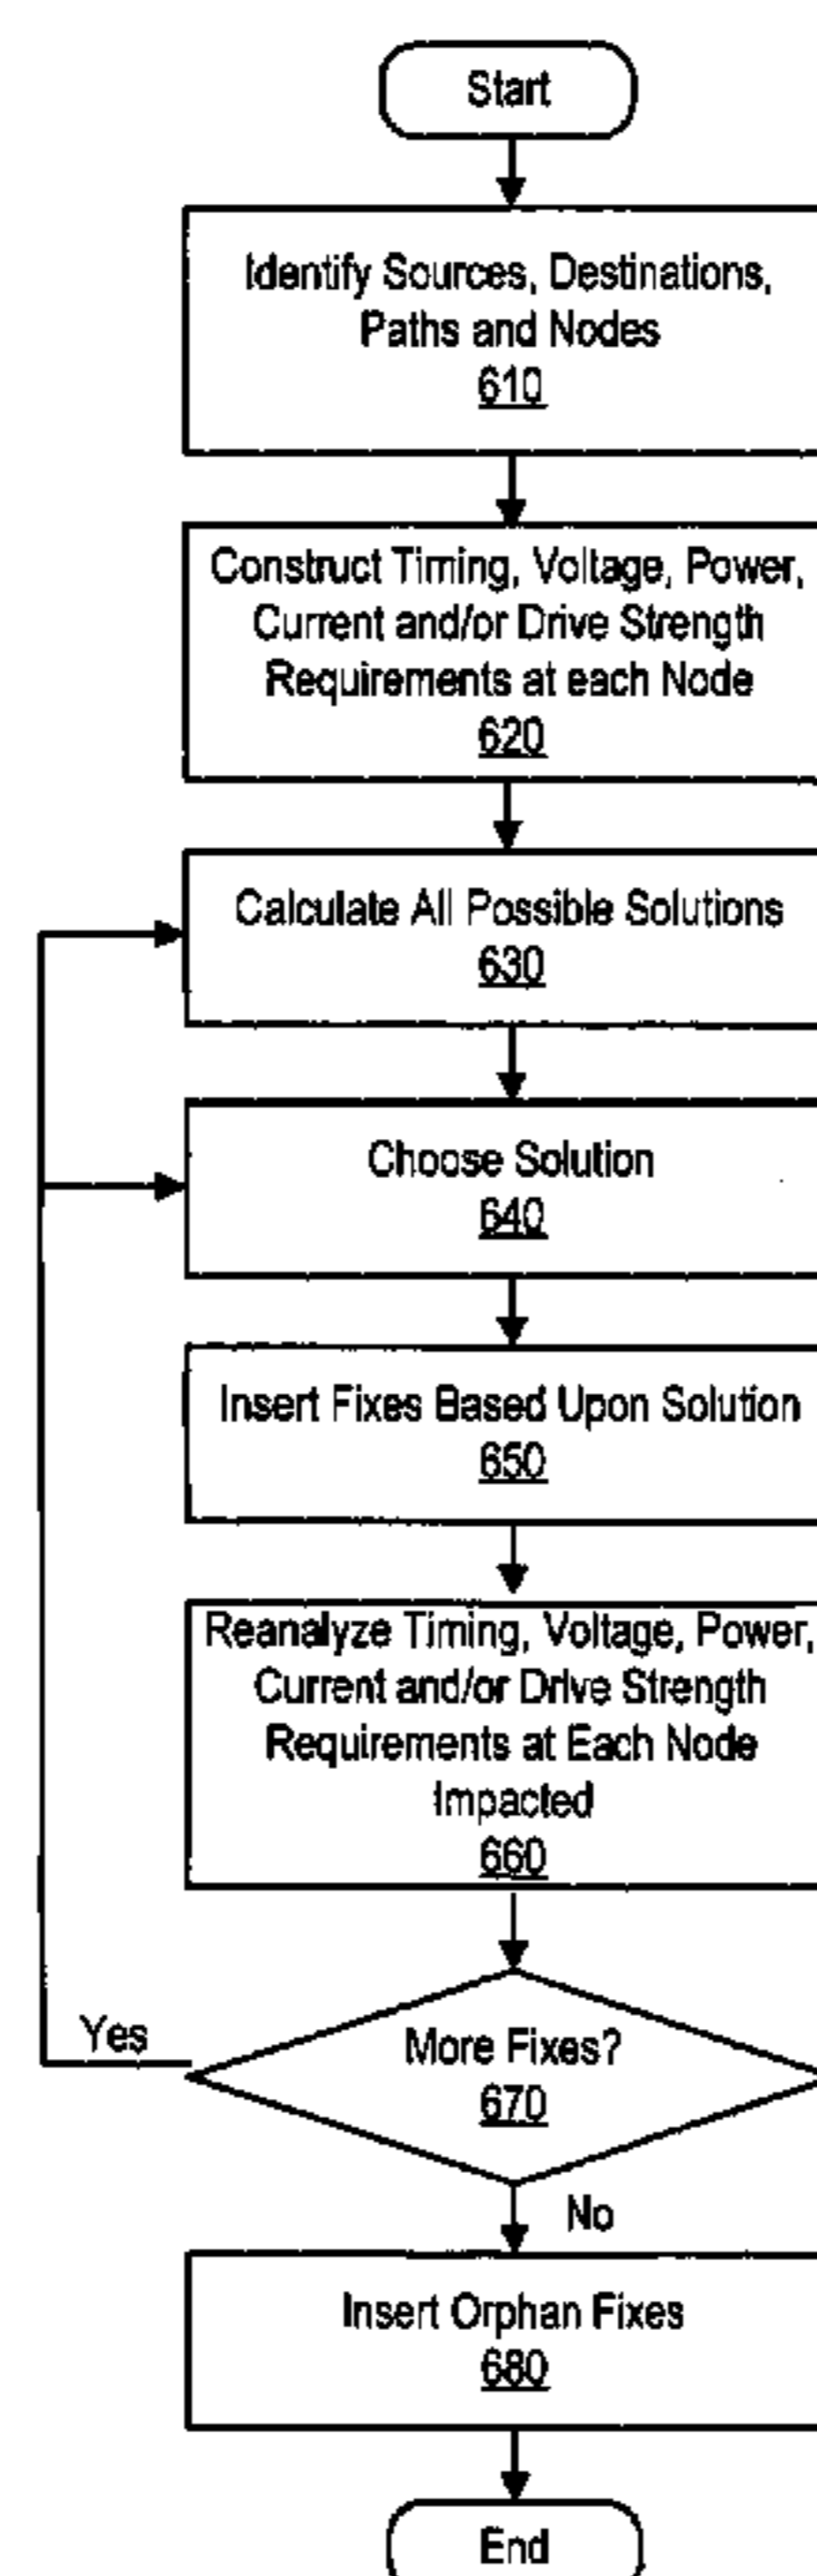 Start
Identify Sources, Destinations,
Paths and Nodes
610
Construct Timing, Voltage, Power,
Current and/or Drive Strength
Requirements at each Node
620
Calculate All Possible Solutions
630
Choose Solution
640
Insert Fixes Based Upon Solution
650
Reanalyze Timing, Voltage, Power,
Current and/or Drive Strength
Requirements at Each Node
Impacted
660
Yes
More Fixes?
670
No
Insert Orphan Fixes
680
End